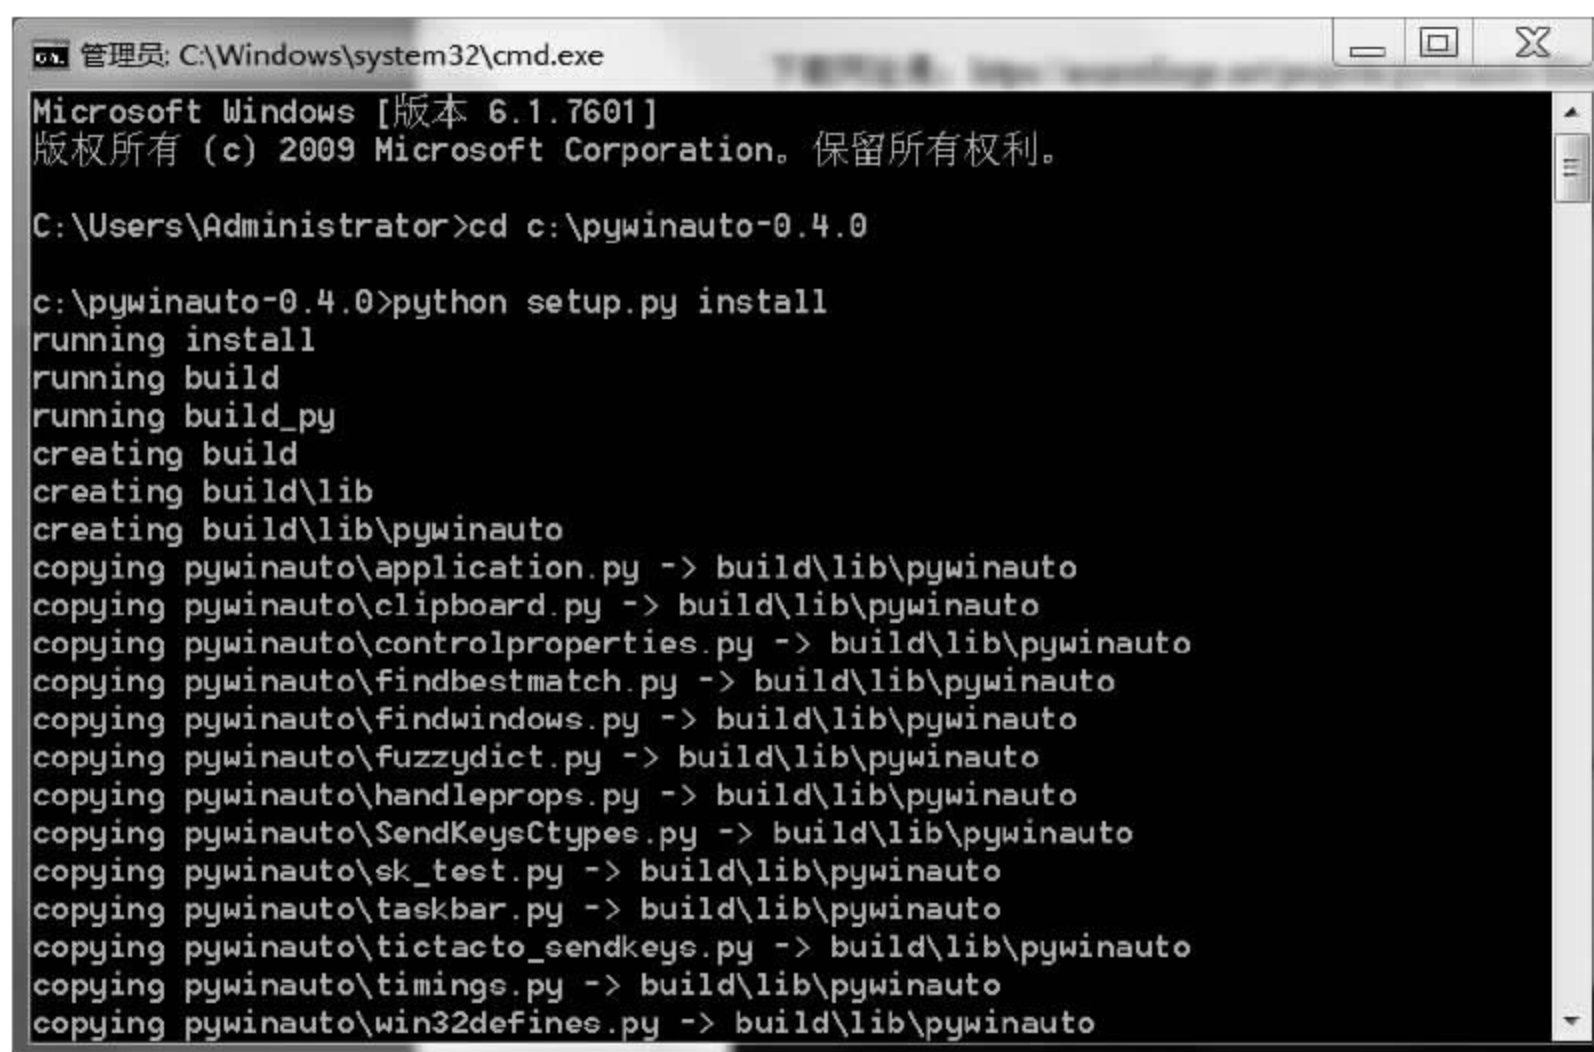 管理员: C:\Windows\system32\cmd.exe
Microsoft Windows [版本 6.1.7601]
版权所有 (c) 2009 Microsoft Corporation。保留所有权利。
C:\Users\Administrator>cd c:\pywinauto-0.4.0
c:\pywinauto-0.4.0>python setup.py install
running install
running build
running build_py
creating build
creating build\lib
creating build\lib\pywinauto
copying pywinauto\application.py -> build\lib\pywinauto
copying pywinauto\clipboard.py -> build\lib\pywinauto
copying pywinauto\controlproperties.py -> build\lib\pywinauto
copying pywinauto\findbestmatch.py -> build\lib\pywinauto
copying pywinauto\findwindows.py -> build\lib\pywinauto
copying pywinauto\fuzzydict.py -> build\lib\pywinauto
copying pywinauto\handleprops.py -> build\lib\pywinauto
copying pywinauto\SendKeysCtypes.py -> build\lib\pywinauto
copying pywinauto\sk_test.py -> build\lib\pywinauto
copying pywinauto\taskbar.py -> build\lib\pywinauto
copying pywinauto\tictacto_sendkeys.py -> build\lib\pywinauto
copying pywinauto\timings.py -> build\lib\pywinauto
copying pywinauto\win32defines.py -> build\lib\pywinauto